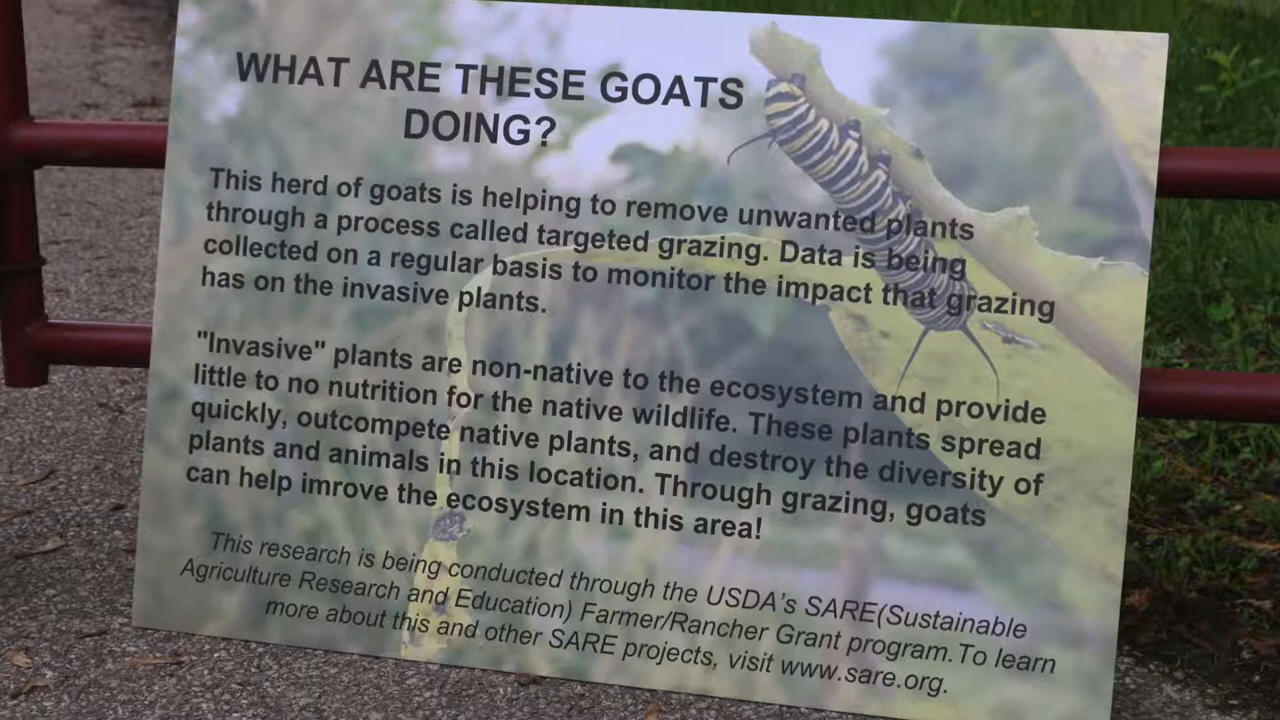 WHAT ARE THESE GOATS
DOING?
This herd of goats is helping to remove unwanted plants
through a process called targeted grazing. Data is being
collected on a regular basis to monitor the impact that grazing
has on the invasive plants.
"Invasive" plants are non-native to the ecosystem and provide
little to no nutrition for the native wildlife. These plants spread
quickly, outcompete native plants, and destroy the diversity of
plants and animals in this location. Through grazing, goats
can help imrove the ecosystem in this area!
This research is being conducted through the USDA's SARE(Sustainable
Agriculture Research and Education) Farmer/Rancher Grant program.To learn
more about this and other SARE projects, visit www.sare.org.